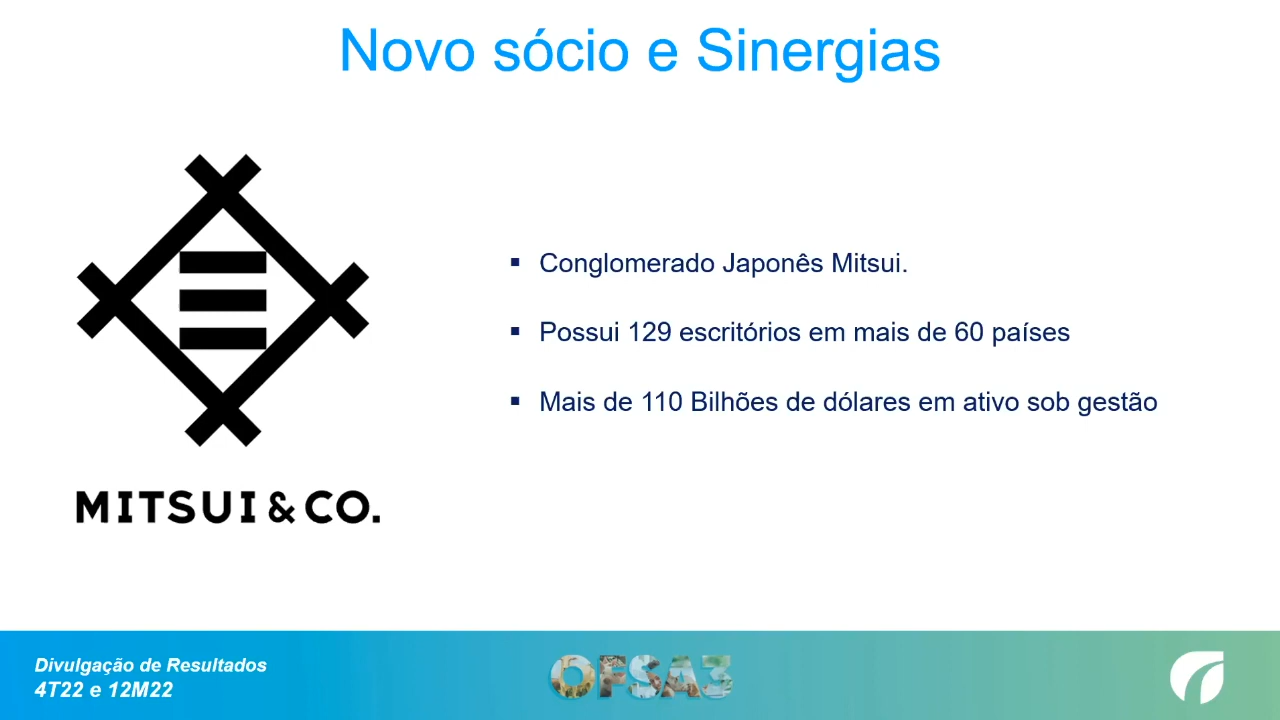 Novo sócio e Sinergias
Conglomerado Japonês Mitsui.
Possui 129 escritórios em mais de 60 países
Mais de 110 Bilhões de dólares em ativo sob gestão
MITSUI & CO.
Divulgação de Resultados
4T22 e 12M22
OFSA3